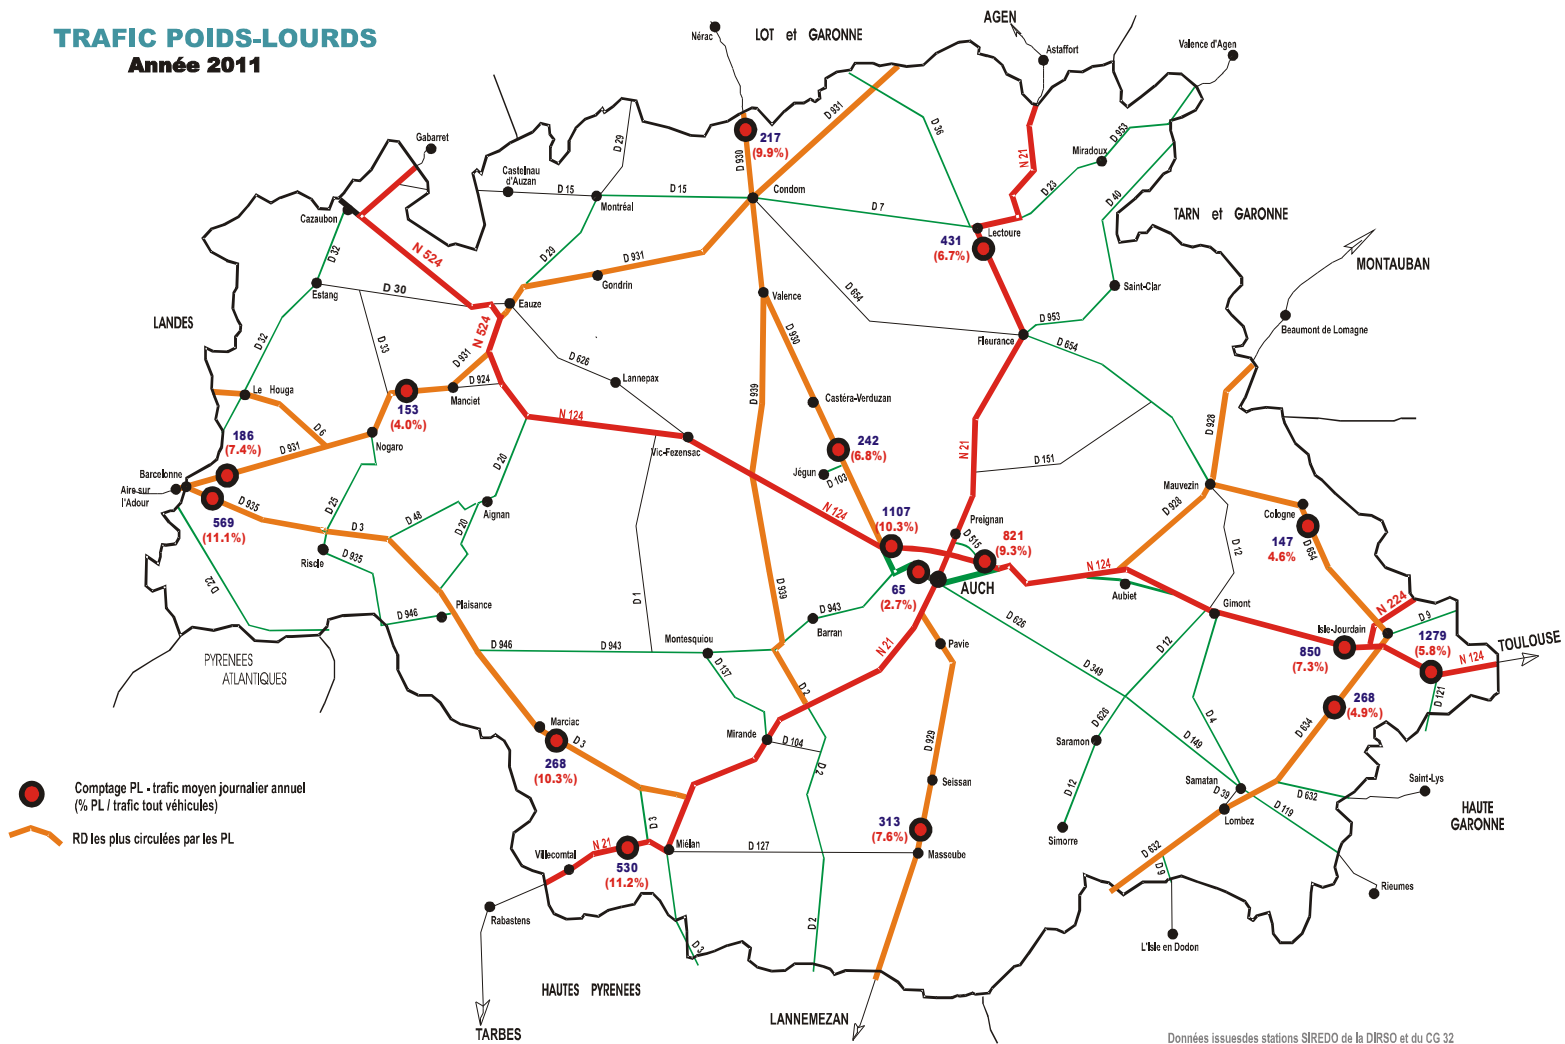 TRAFIC POIDS-LOURDS
Année 2011
Nérac
LOT et GARONNE
AGEN
Astaffort
Valence d'Agen
Gabarret
D 29
217
(9.9%)
D 930
D 931
D 36
N 21
D 953
Miradoux
Castelnau
d'Auzan
D 15
Montréal
D 15
Condom
D 7
D 23
D 40
Cazaubon
Lectoure
431
(6.7%)
TARN et GARONNE
MONTAUBAN
D 32
N 524
D 29
D 931
Gondrin
D 654
Saint-Clar
Estang
D 30
Eauze
Valence
D 953
Beaumont de Lomagne
LANDES
D 32
D 33
N 524
D 930
Fleurance
D 654
D 931
D 626
D 924
Lannepax
Le Houga
Manciet
153
(4.0%)
D 939
Castéra-Verduzan
D 6
N 124
D 928
186
(7.4%)
D 931
Nogaro
Vic-Fezensac
242
(6.8%)
N 21
D 151
D 20
Jégun
D 103
Barcelonne
Aire sur
l'Adour
D 935
D 25
D 48
Aignan
N 124
Mauvezin
D 928
Cologne
569
(11.1%)
D 3
D 20
1107
(10.3%)
Preignan
D 515
821
(9.3%)
147
4.6%
D 654
Riscle
D 935
D 12
N 124
D 22
65
(2.7%)
AUCH
Aubiet
D 1
D 939
D 946
Plaisance
D 943
Barran
D 626
Gimont
N 224
D 9
Isle-Jourdain
1279
(5.8%)
TOULOUSE
PYRENEES
ATLANTIQUES
D 946
D 943
Montesquiou
N 21
Pavie
D 12
850
(7.3%)
N 124
D 137
D 349
D 121
D 2
268
(4.9%)
Marciac
D 3
Mirande
D 104
D 929
D 626
D 4
D 634
Saramon
D 149
268
(10.3%)
D 2
Seissan
D 12
Samatan
D 39
D 632
Saint-Lys
Comptage PL - trafic moyen journalier annuel
(% PL / trafic tout véhicules)
RD les plus circulées par les PL
D 3
313
(7.6%)
Simorre
Lombez
D 119
HAUTE
GARONNE
Villecomtal
N 21
Miélan
D 127
Masseube
D 632
D 9
530
(11.2%)
Rieumes
Rabastens
D 2
D 3
L'Isle en Dodon
HAUTES PYRENEES
LANNEMEZAN
TARBES
Données issuesdes stations SIREDO de la DIRSO et du CG 32